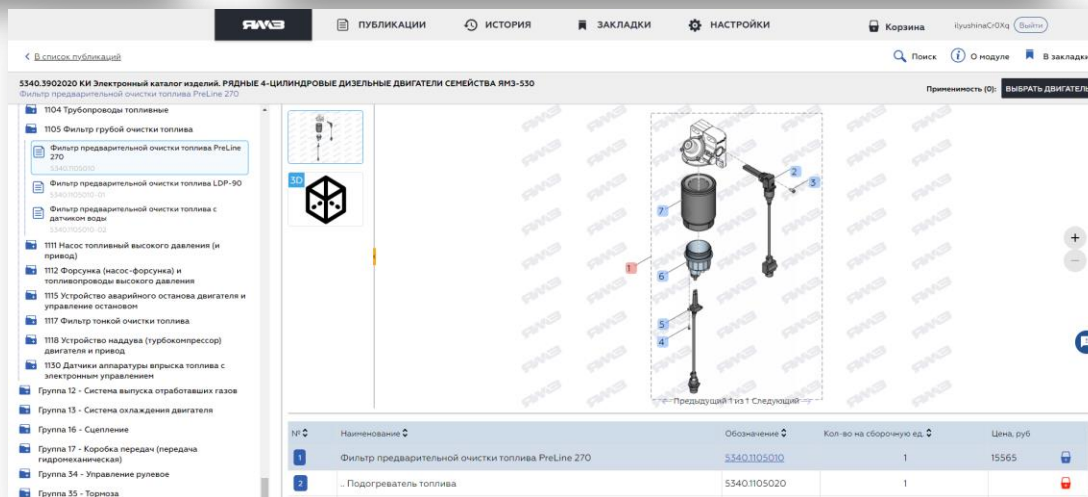 ЯМЗ
ПУБЛИКАЦИИ
ИСТОРИЯ
ЗАКЛАДКИ
НАСТРОЙКИ
Корзина
ilyushinaCr0Xq
Выйти
В список публикаций
Поиск
О модуле
В закладки
5340.3902020 КИ Электронный каталог изделий. РЯДНЫЕ 4-ЦИЛИНДРОВЫЕ ДИЗЕЛЬНЫЕ ДВИГАТЕЛИ СЕМЕЙСТВА ЯМЗ-530
Фильтр предварительной очистки топлива PreLine 270
Применимость (0):
ВЫБРАТЬ ДВИГАТЕЛЬ
1104 Трубопроводы топливные
1105 Фильтр грубой очистки топлива
Фильтр предварительной очистки топлива PreLine
270
5340.1105010
Фильтр предварительной очистки топлива LDP-90
5340.1105010-01
Фильтр предварительной очистки топлива с
датчиком воды
5340.1105010-02
1111 Насос топливный высокого давления (и
привод)
1112 Форсунка (насос-форсунка) и
топливопроводы высокого давления
1115 Устройство аварийного останова двигателя и
управление остановом
1117 Фильтр тонкой очистки топлива
1118 Устройство наддува (турбокомпрессор)
двигателя и привод
1130 Датчики аппаратуры впрыска топлива с
электронным управлением
Группа 12 - Система выпуска отработавших газов
Группа 13 - Система охлаждения двигателя
Группа 16 - Сцепление
Группа 17 - Коробка передач (передача
гидромеханическая)
Группа 34 - Управление рулевое
Группа 35 - Тормоза
3D
2
3
7
1
6
5
4
← Предыдущий 1 из 1 Следующий →
№ Наименование Обозначение Кол-во на сборочную ед. Цена, руб
1 Фильтр предварительной очистки топлива PreLine 270 5340.1105010 1 15565
2 .. Подогреватель топлива 5340.1105020 1